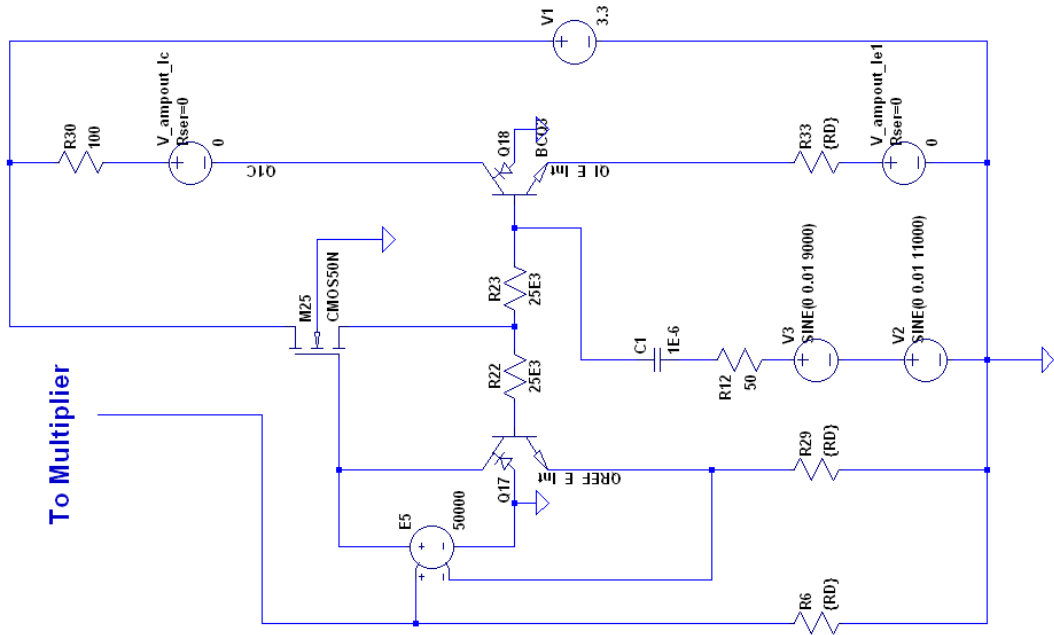 V1
3.3
R30
100
V_ampout_Ic
Rser=0
0
Q1C
Q18
BCQ3
Q1 E Int
R33
{RD}
V_ampout_Ie1
Rser=0
0
M25
CMOS50N
R23
25E3
R22
25E3
C1
1E-6
R12
50
V3
SINE(0 0.01 9000)
V2
SINE(0 0.01 11000)
To Multiplier
Q17
QREF E Int
R29
{RD}
E5
50000
R6
{RD}